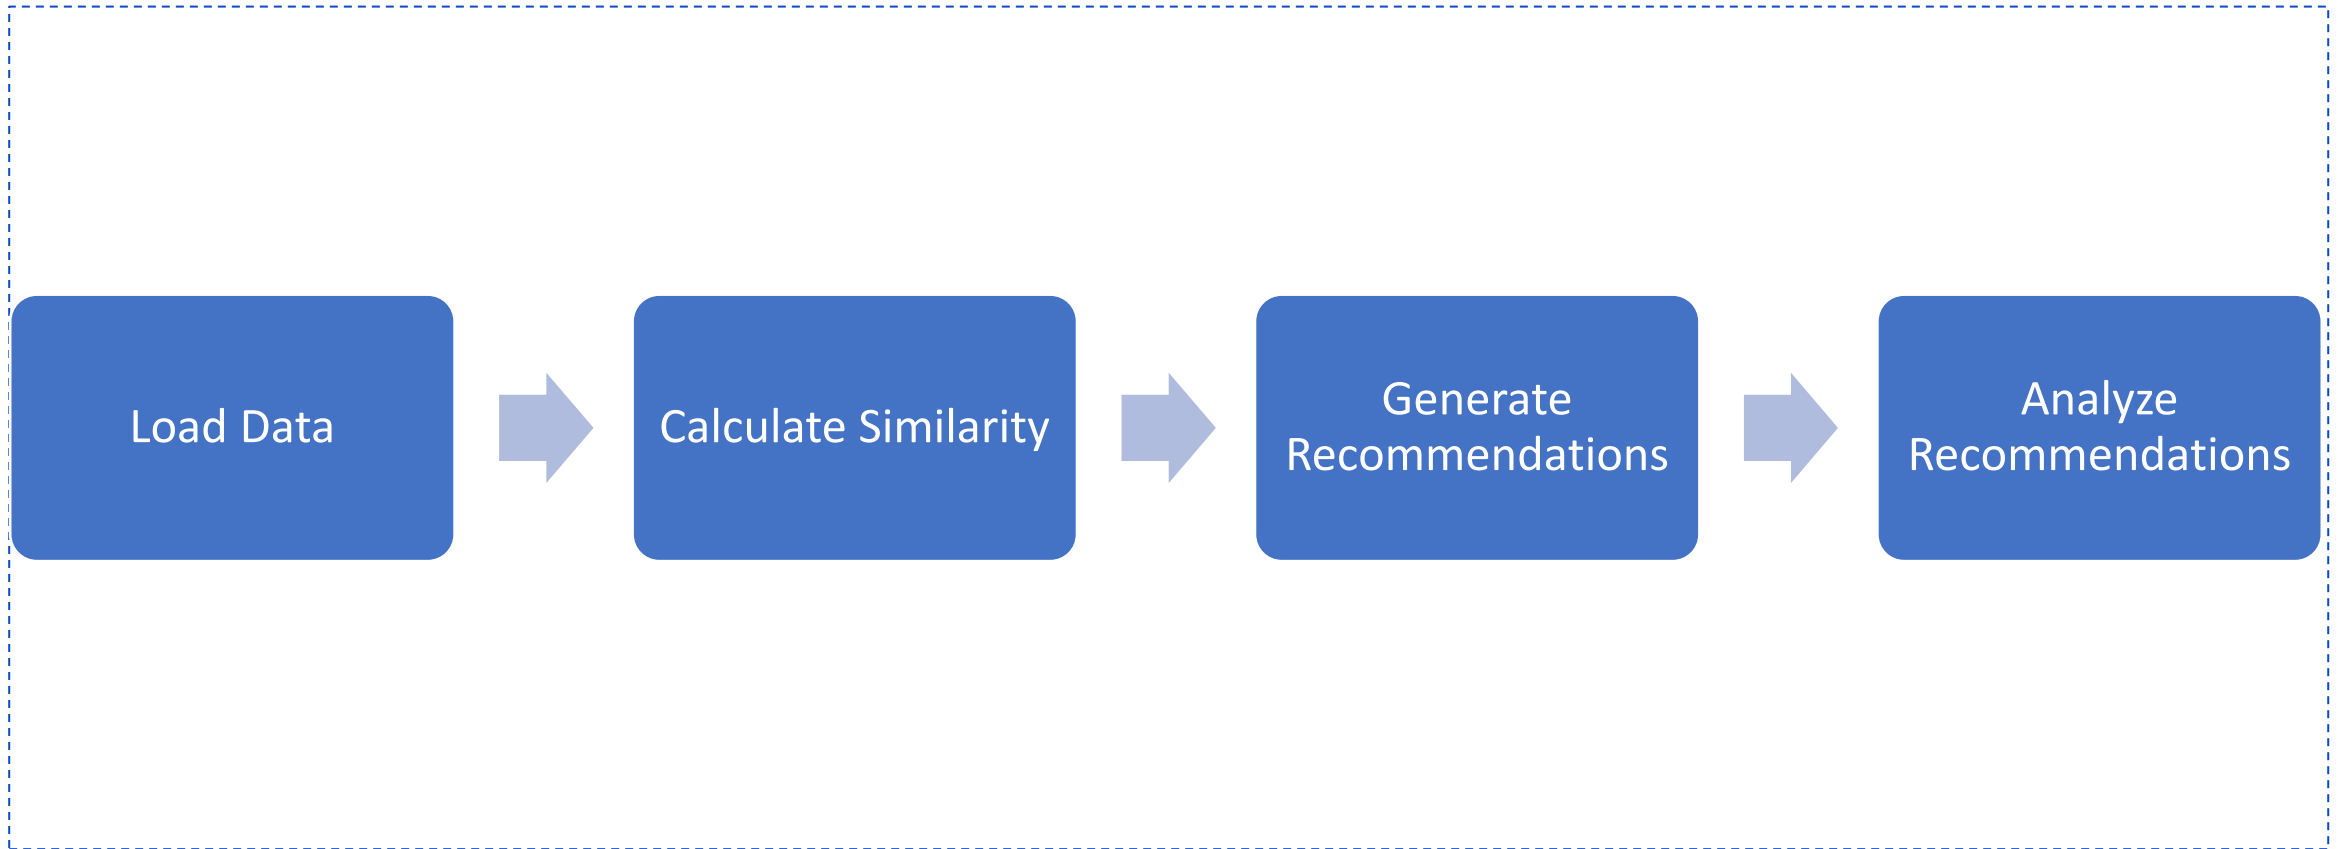 Load Data
Calculate Similarity
Generate
Recommendations
Analyze
Recommendations